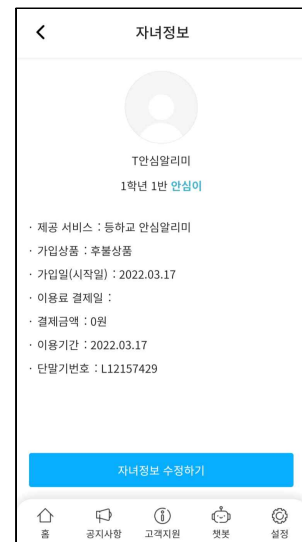 자녀정보
T안심알리미
1학년 1반 안심이
· 제공 서비스 : 등하교 안심알리미
· 가입상품 : 후불상품
· 가입일(시작일) : 2022.03.17
· 이용료 결제일 :
· 결제금액 : 0원
· 이용기간 : 2022.03.17
· 단말기번호 : L12157429
자녀정보 수정하기
홈 공지사항 고객지원 챗봇 설정